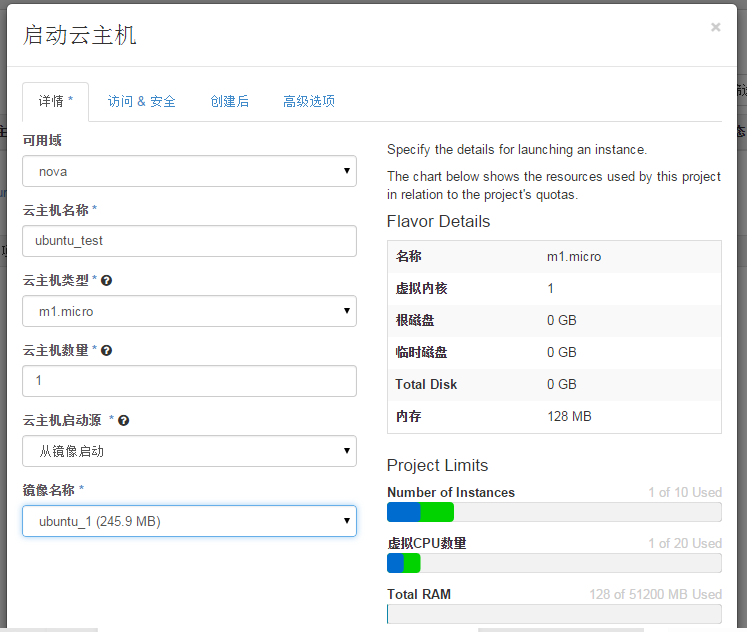 启动云主机
×
详情 *
访问 & 安全
创建后
高级选项
可用域
nova
云主机名称 *
ubuntu_test
云主机类型 *
m1.micro
云主机数量 *
1
云主机启动源 *
从镜像启动
镜像名称 *
ubuntu_1 (245.9 MB)
Specify the details for launching an instance.
The chart below shows the resources used by this project
in relation to the project's quotas.
Flavor Details
名称 m1.micro
虚拟内核 1
根磁盘 0 GB
临时磁盘 0 GB
Total Disk 0 GB
内存 128 MB
Project Limits
Number of Instances 1 of 10 Used
虚拟CPU数量 1 of 20 Used
Total RAM 128 of 51200 MB Used